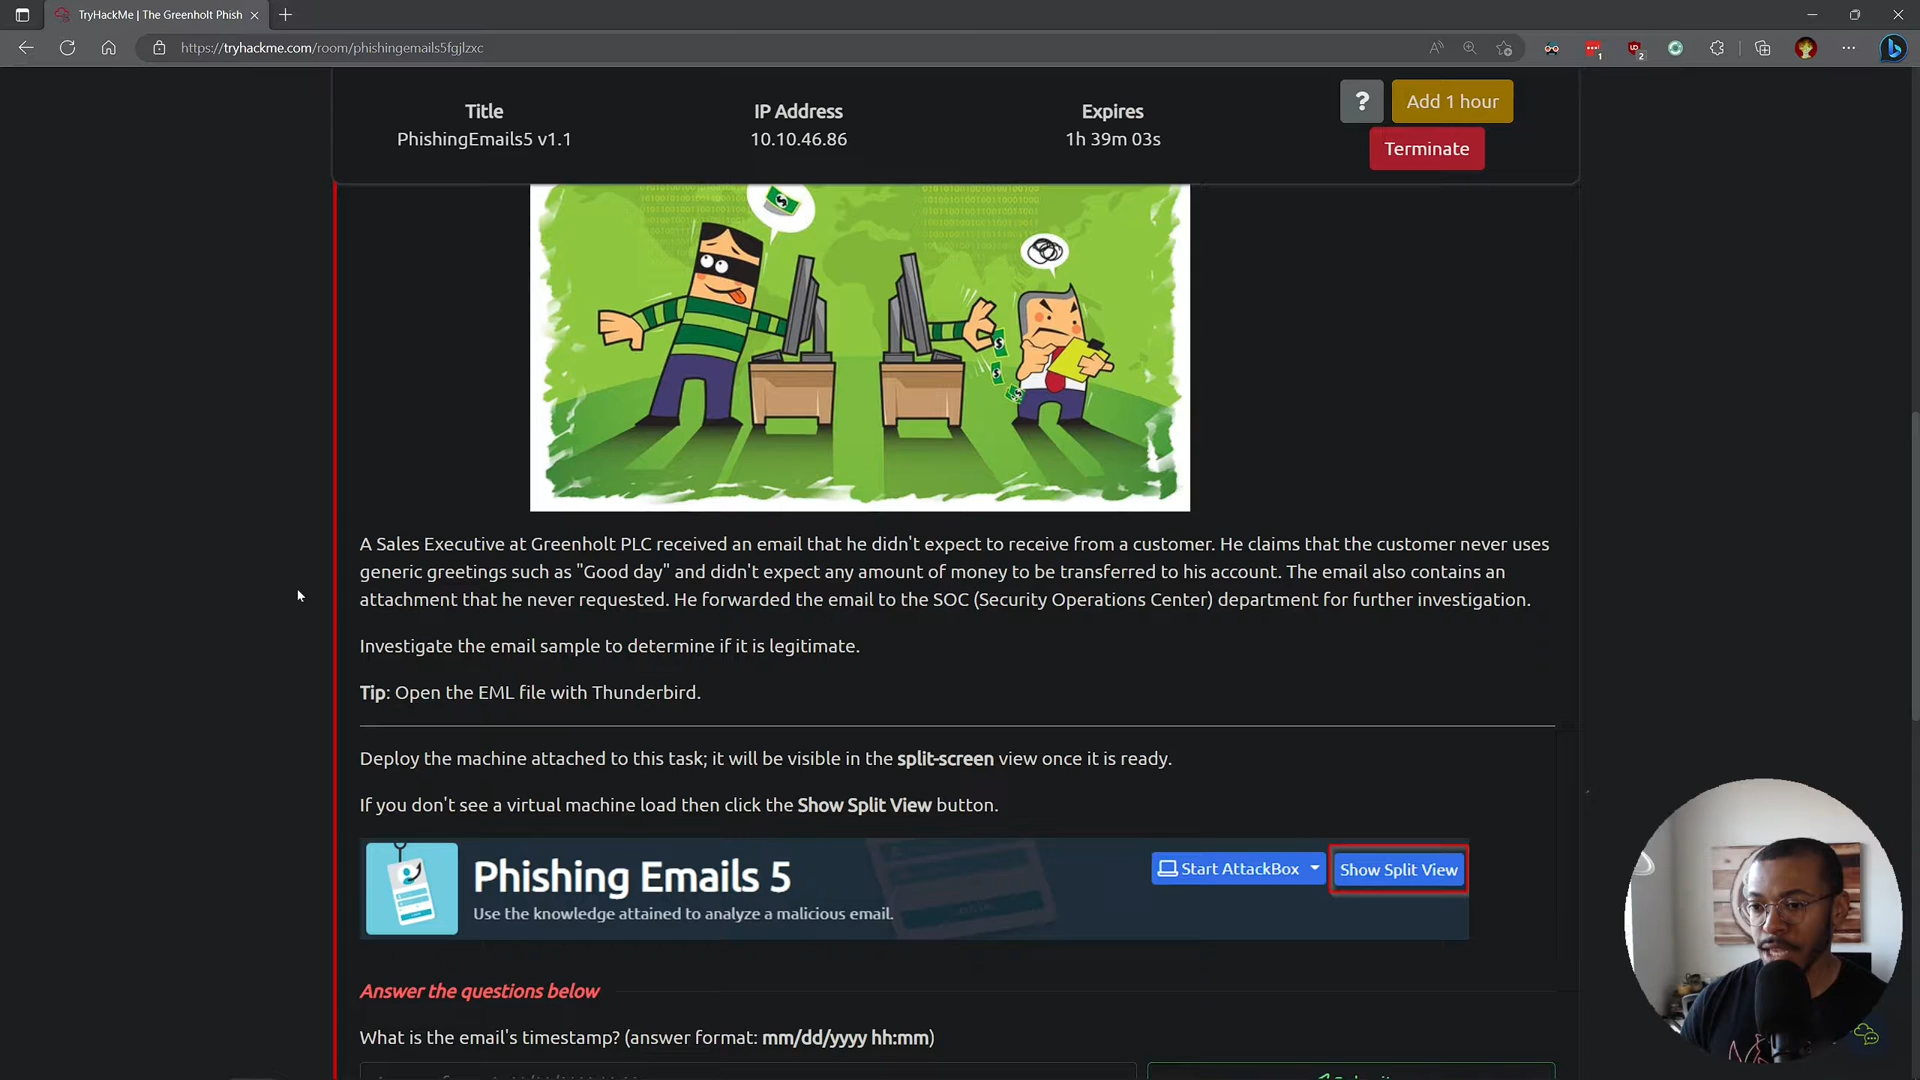 TryHackMe | The Greenholt Phish
https://tryhackme.com/room/phishingemails5fgjlzxc
1
2
Title
PhishingEmails5 v1.1
IP Address
10.10.46.86
Expires
1h 39m 03s
?
Add 1 hour
Terminate
A Sales Executive at Greenholt PLC received an email that he didn't expect to receive from a customer. He claims that the customer never uses
generic greetings such as "Good day" and didn't expect any amount of money to be transferred to his account. The email also contains an
attachment that he never requested. He forwarded the email to the SOC (Security Operations Center) department for further investigation.
Investigate the email sample to determine if it is legitimate.
Tip: Open the EML file with Thunderbird.
Deploy the machine attached to this task; it will be visible in the split-screen view once it is ready.
If you don't see a virtual machine load then click the Show Split View button.
Phishing Emails 5
Use the knowledge attained to analyze a malicious email.
Start AttackBox
Show Split View
Answer the questions below
What is the email's timestamp? (answer format: mm/dd/yyyy hh:mm)